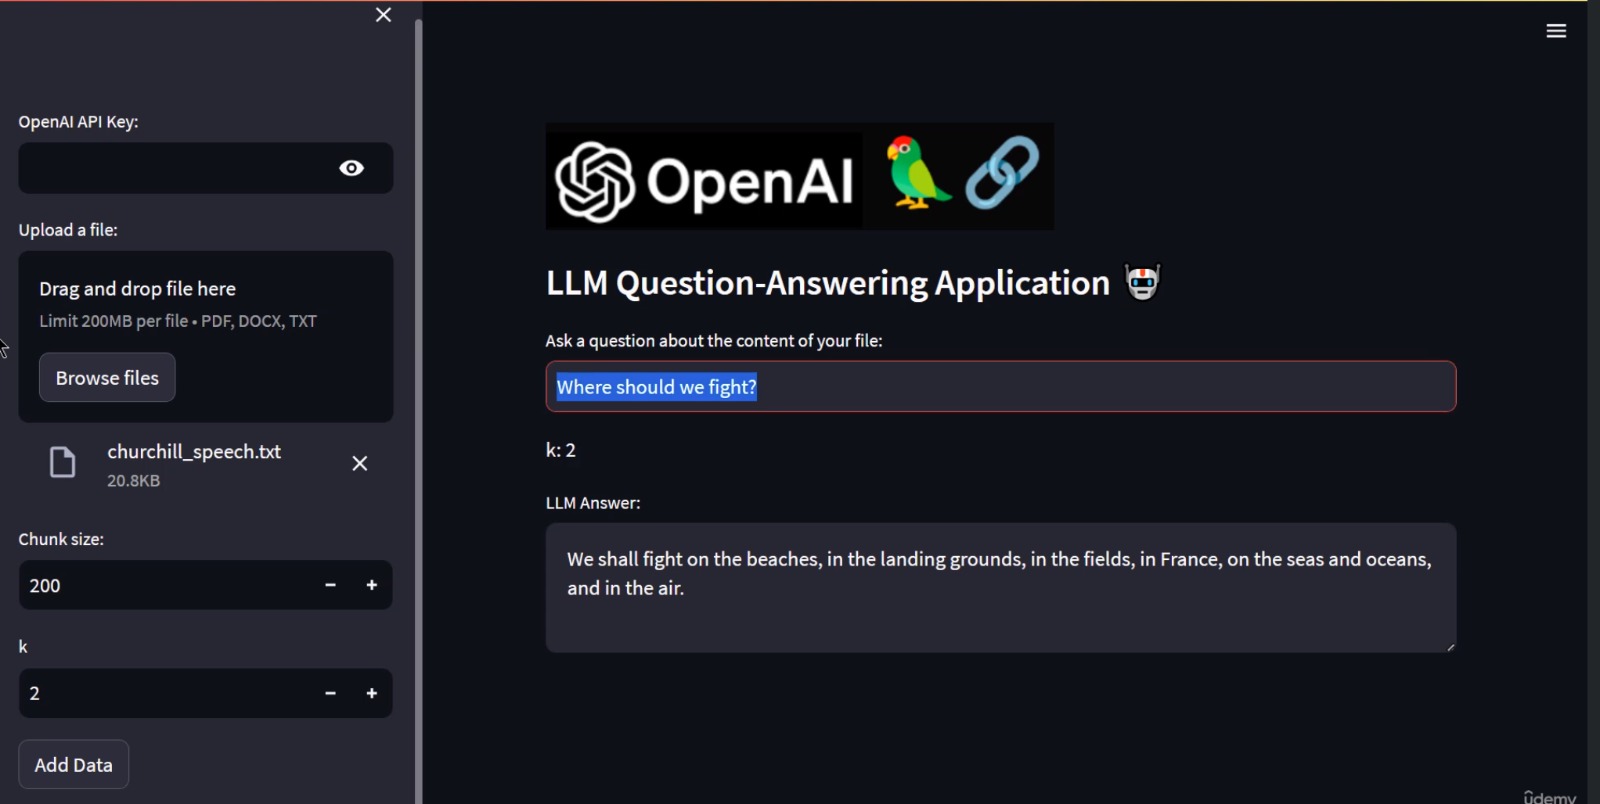 OpenAI API Key:
Upload a file:
Drag and drop file here
Limit 200MB per file • PDF, DOCX, TXT
Browse files
churchill_speech.txt
20.8KB
Chunk size:
200
k
2
Add Data
OpenAI
LLM Question-Answering Application
Ask a question about the content of your file:
Where should we fight?
k: 2
LLM Answer:
We shall fight on the beaches, in the landing grounds, in the fields, in France, on the seas and oceans,
and in the air.
udemy